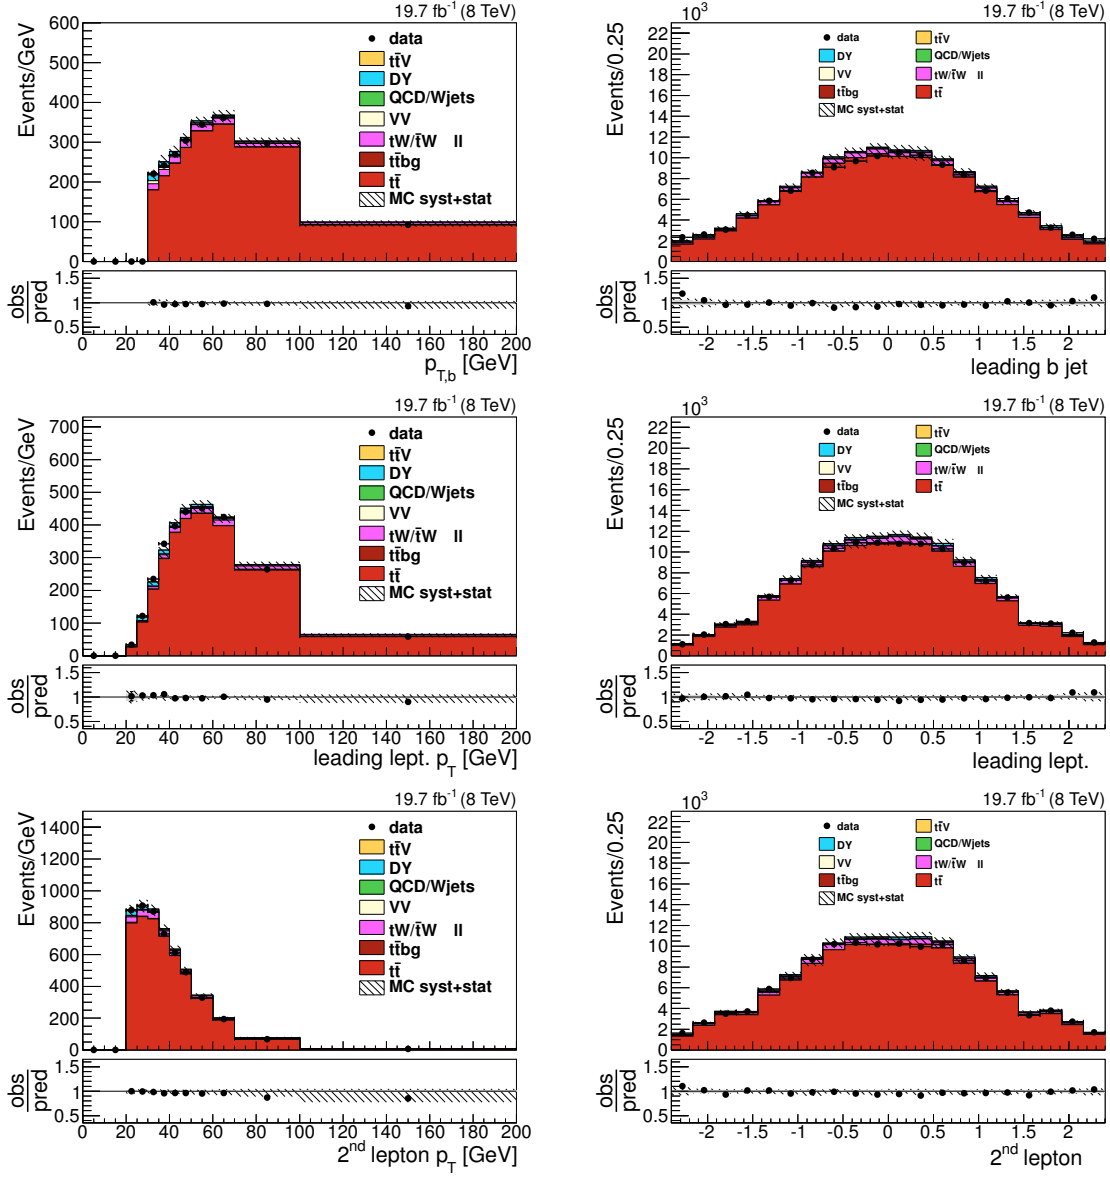 19.7 fb⁻¹ (8 TeV)
Events/GeV
600
500
400
300
200
100
0
data
tt̄V
DY
QCD/Wjets
VV
tW/t̄W ll
tt̄bg
tt̄
MC syst+stat
obs
pred
1.5
1
0.5
0 20 40 60 80 100 120 140 160 180 200
p_T,b [GeV]
10³ 19.7 fb⁻¹ (8 TeV)
Events/0.25
22
20
18
16
14
12
10
8
6
4
2
0
data tt̄V
DY QCD/Wjets
VV tW/t̄W ll
tt̄bg tt̄
MC syst+stat
obs
pred
1.5
1
0.5
-2 -1.5 -1 -0.5 0 0.5 1 1.5 2
leading b jet
19.7 fb⁻¹ (8 TeV)
Events/GeV
700
600
500
400
300
200
100
0
data
tt̄V
DY
QCD/Wjets
VV
tW/t̄W ll
tt̄bg
tt̄
MC syst+stat
obs
pred
1.5
1
0.5
0 20 40 60 80 100 120 140 160 180 200
leading lept. p_T [GeV]
10³ 19.7 fb⁻¹ (8 TeV)
Events/0.25
22
20
18
16
14
12
10
8
6
4
2
0
data tt̄V
DY QCD/Wjets
VV tW/t̄W ll
tt̄bg tt̄
MC syst+stat
obs
pred
1.5
1
0.5
-2 -1.5 -1 -0.5 0 0.5 1 1.5 2
leading lept.
19.7 fb⁻¹ (8 TeV)
Events/GeV
1400
1200
1000
800
600
400
200
0
data
tt̄V
DY
QCD/Wjets
VV
tW/t̄W ll
tt̄bg
tt̄
MC syst+stat
obs
pred
1.5
1
0.5
0 20 40 60 80 100 120 140 160 180 200
2ⁿᵈ lepton p_T [GeV]
10³ 19.7 fb⁻¹ (8 TeV)
Events/0.25
22
20
18
16
14
12
10
8
6
4
2
0
data tt̄V
DY QCD/Wjets
VV tW/t̄W ll
tt̄bg tt̄
MC syst+stat
obs
pred
1.5
1
0.5
-2 -1.5 -1 -0.5 0 0.5 1 1.5 2
2ⁿᵈ lepton